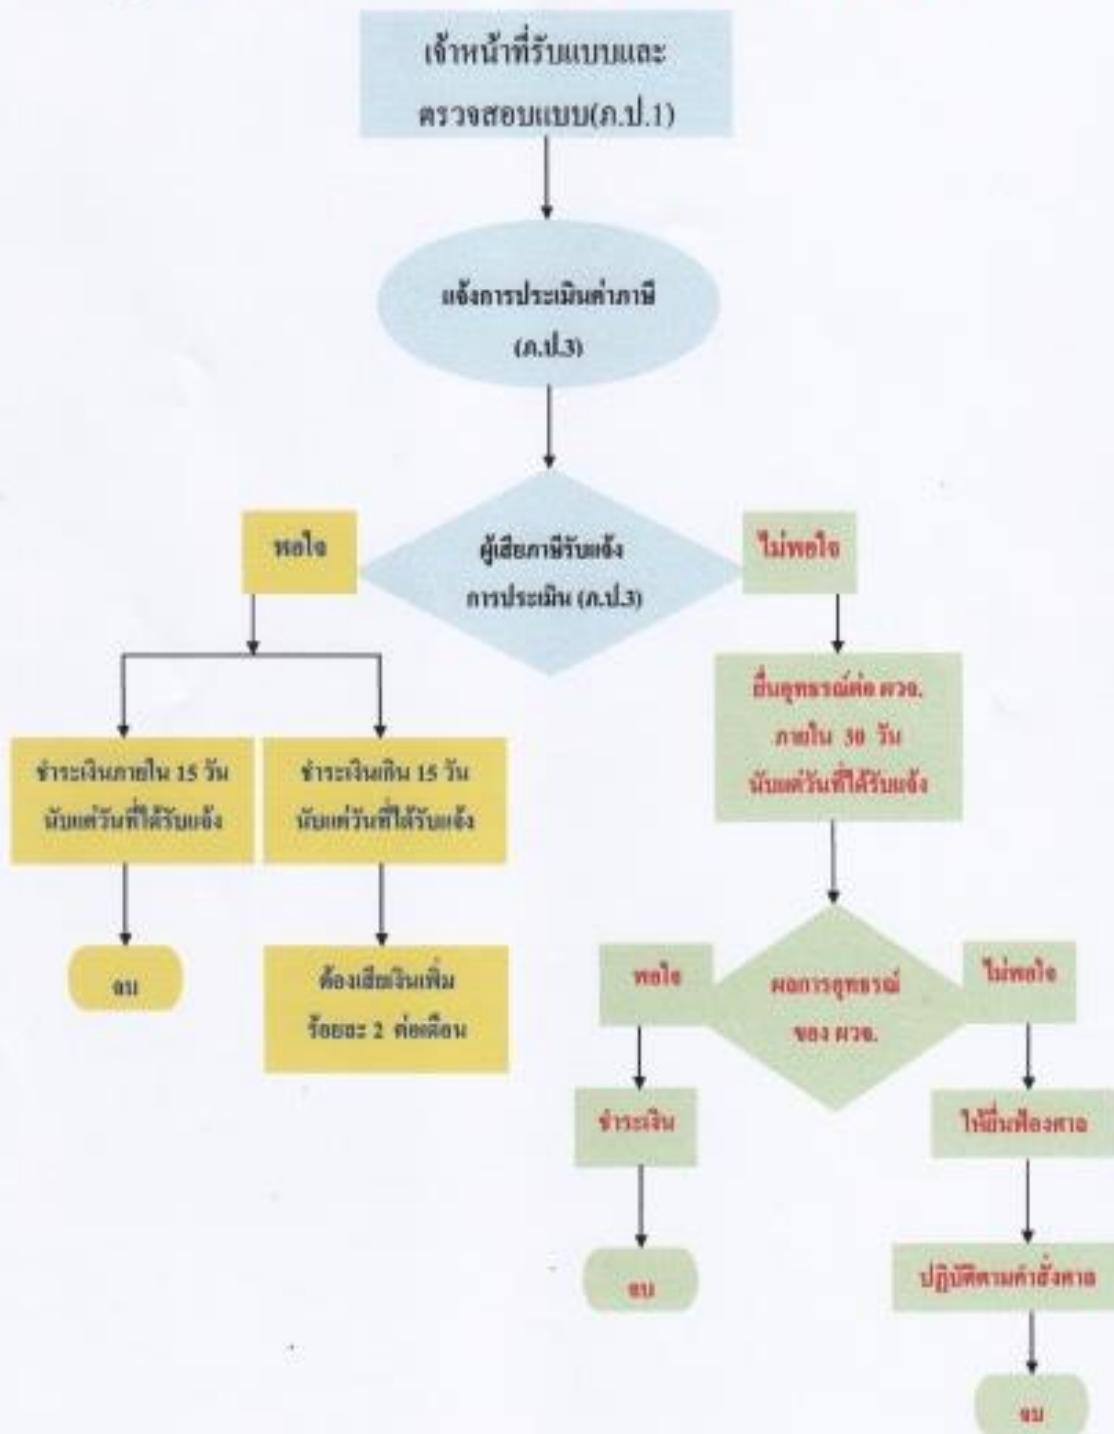 เจ้าหน้าที่รับแบบและ
ตรวจสอบแบบ(ภ.ป.1)
แจ้งการประเมินค่าภาษี
(ภ.ป.3)
พอใจ
ผู้เสียภาษีรับแจ้ง
การประเมิน (ภ.ป.3)
ไม่พอใจ
ยื่นอุทธรณ์ต่อ ผวจ.
ภายใน 30 วัน
นับแต่วันที่ได้รับแจ้ง
ชำระเงินภายใน 15 วัน
นับแต่วันที่ได้รับแจ้ง
ชำระเงินเกิน 15 วัน
นับแต่วันที่ได้รับแจ้ง
จบ
ต้องเสียเงินเพิ่ม
ร้อยละ 2 ต่อเดือน
พอใจ
ผลการอุทธรณ์
ของ ผวจ.
ไม่พอใจ
ชำระเงิน
ให้ยื่นฟ้องศาล
จบ
ปฏิบัติตามคำสั่งศาล
จบ